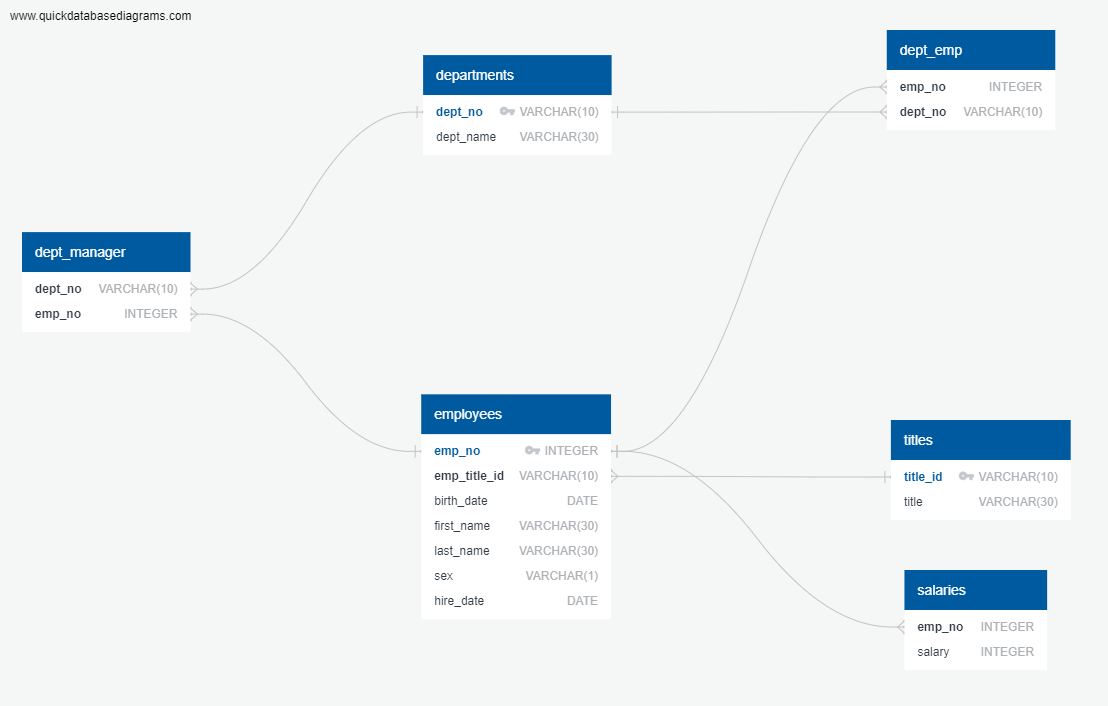 www.quickdatabasediagrams.com
departments
dept_no VARCHAR(10)
dept_name VARCHAR(30)
dept_emp
emp_no INTEGER
dept_no VARCHAR(10)
dept_manager
dept_no VARCHAR(10)
emp_no INTEGER
employees
emp_no INTEGER
emp_title_id VARCHAR(10)
birth_date DATE
first_name VARCHAR(30)
last_name VARCHAR(30)
sex VARCHAR(1)
hire_date DATE
titles
title_id VARCHAR(10)
title VARCHAR(30)
salaries
emp_no INTEGER
salary INTEGER